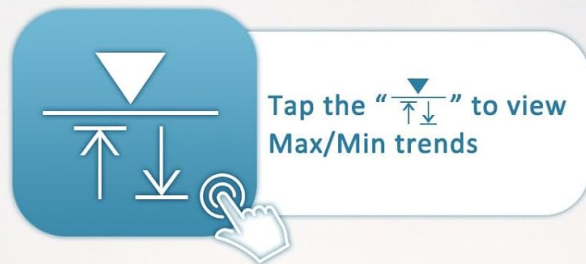 Tap the “ ” to view
Max/Min trends